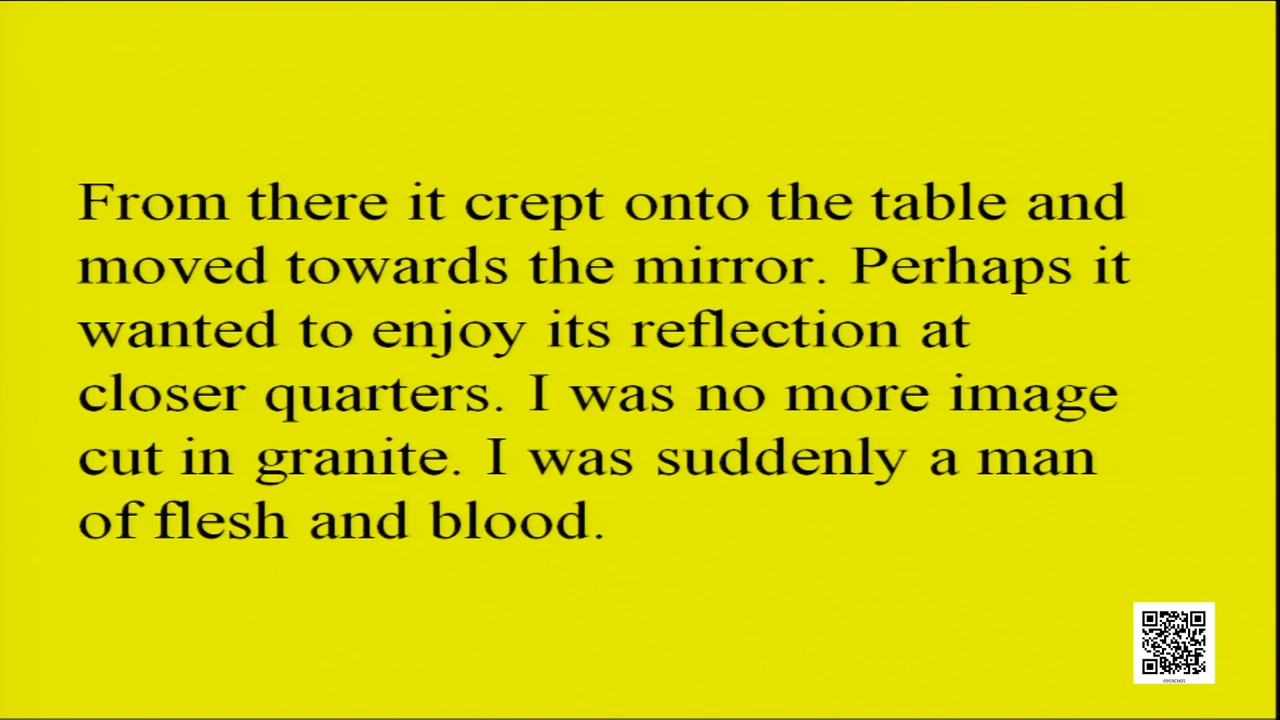 From there it crept onto the table and
moved towards the mirror. Perhaps it
wanted to enjoy its reflection at
closer quarters. I was no more image
cut in granite. I was suddenly a man
of flesh and blood.
0959CH05